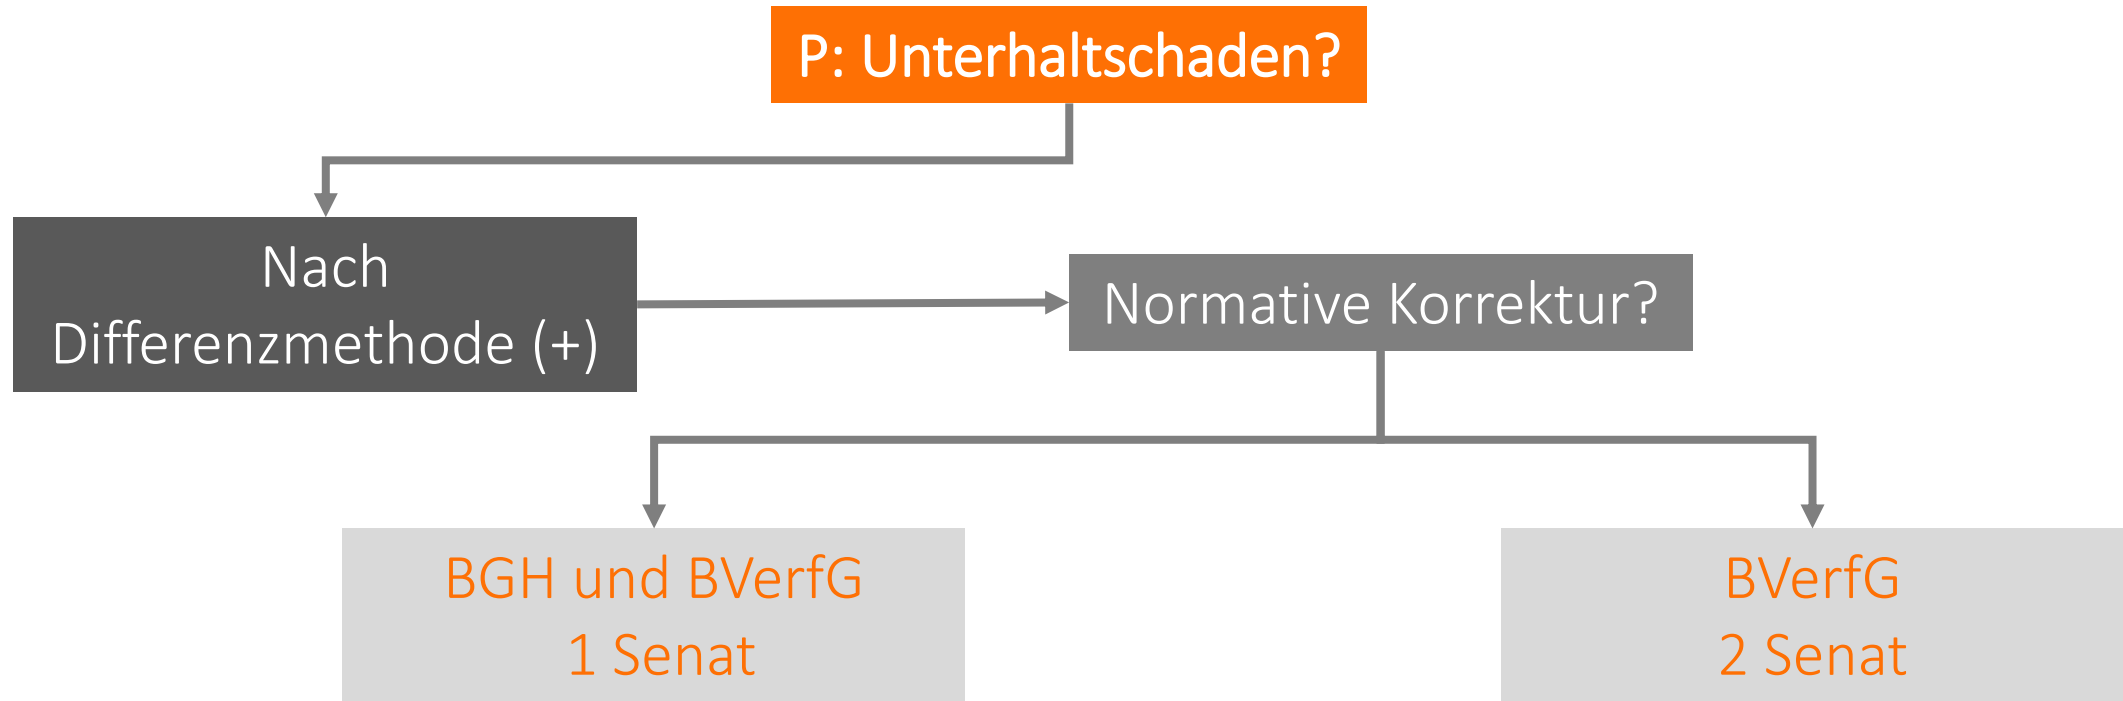 P: Unterhaltschaden?
Nach
Differenzmethode (+)
Normative Korrektur?
BGH und BVerfG
1 Senat
BVerfG
2 Senat